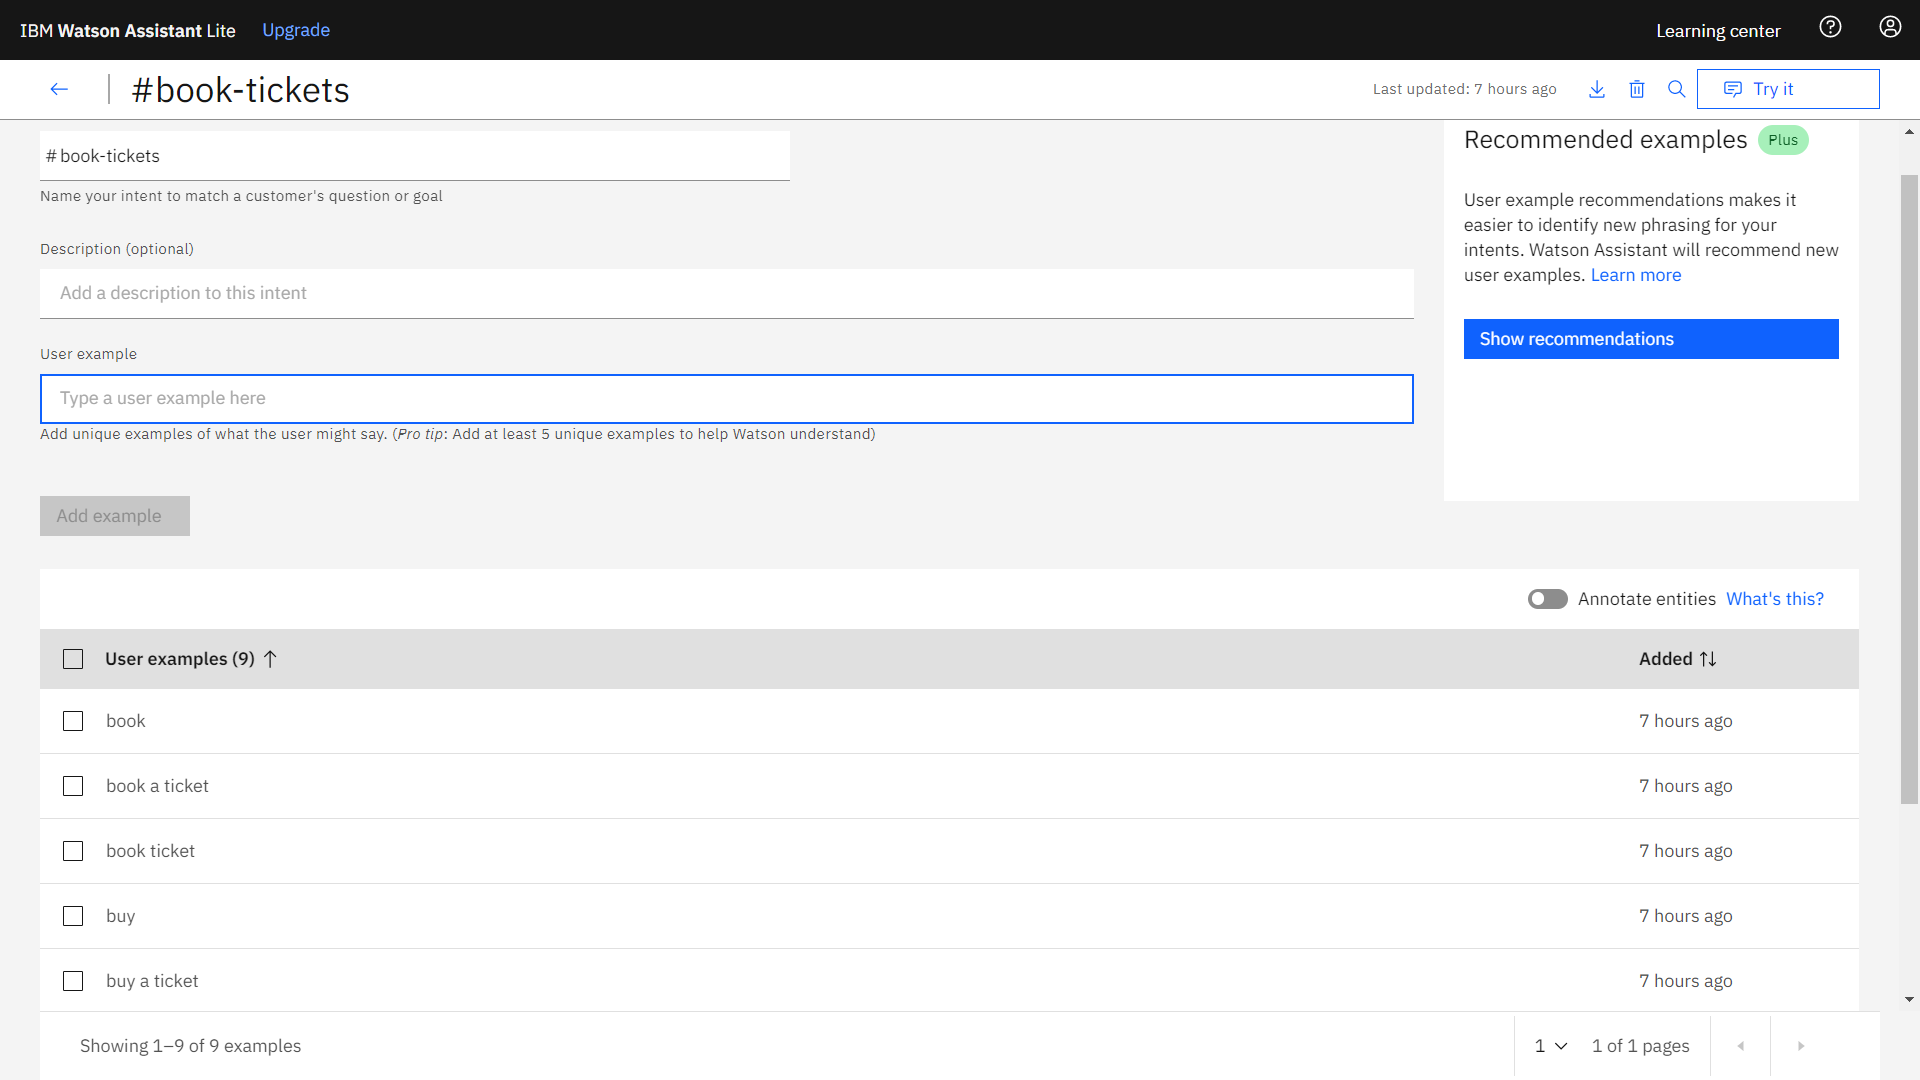 IBM Watson Assistant Lite Upgrade Learning center
#book-tickets Last updated: 7 hours ago Try it
# book-tickets
Name your intent to match a customer's question or goal
Description (optional)
Add a description to this intent
User example
Type a user example here
Add unique examples of what the user might say. (Pro tip: Add at least 5 unique examples to help Watson understand)
Add example
Recommended examples Plus
User example recommendations makes it
easier to identify new phrasing for your
intents. Watson Assistant will recommend new
user examples. Learn more
Show recommendations
Annotate entities What's this?
User examples (9) Added
book 7 hours ago
book a ticket 7 hours ago
book ticket 7 hours ago
buy 7 hours ago
buy a ticket 7 hours ago
Showing 1–9 of 9 examples 1 1 of 1 pages